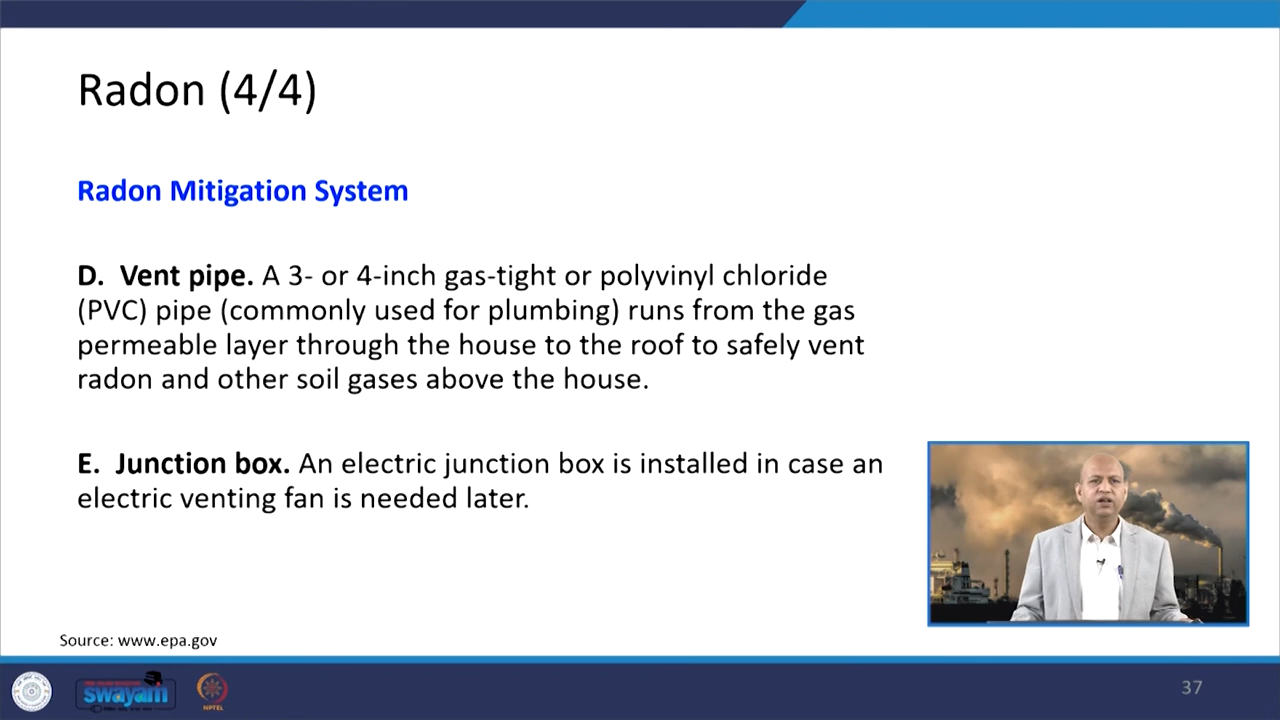 Radon (4/4)
Radon Mitigation System
D. Vent pipe. A 3- or 4-inch gas-tight or polyvinyl chloride
(PVC) pipe (commonly used for plumbing) runs from the gas
permeable layer through the house to the roof to safely vent
radon and other soil gases above the house.
E. Junction box. An electric junction box is installed in case an
electric venting fan is needed later.
Source: www.epa.gov
swayam
NPTEL
37